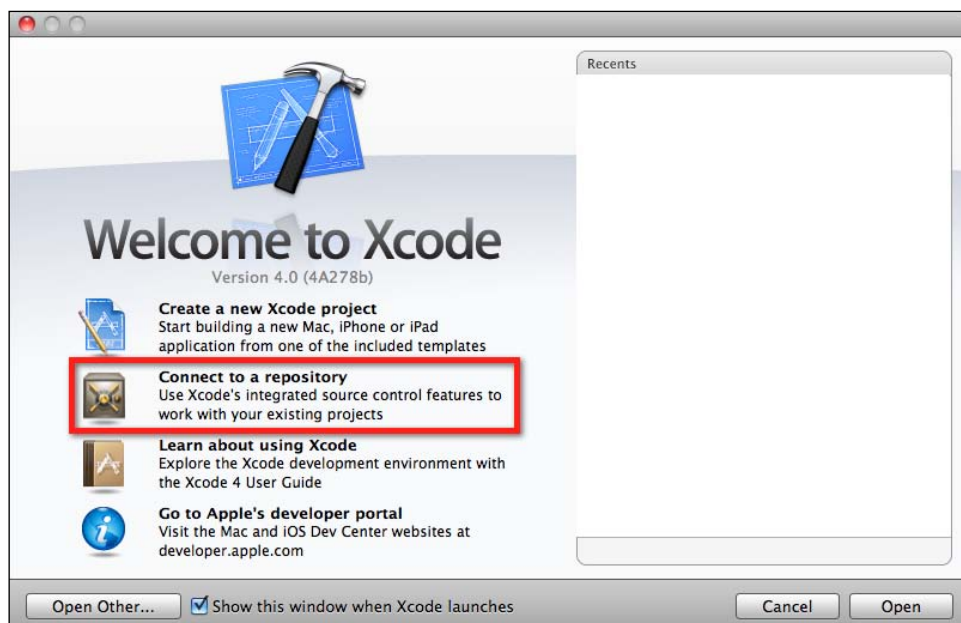 Recents
Welcome to Xcode
Version 4.0 (4A278b)
Create a new Xcode project
Start building a new Mac, iPhone or iPad
application from one of the included templates
Connect to a repository
Use Xcode's integrated source control features to
work with your existing projects
Learn about using Xcode
Explore the Xcode development environment with
the Xcode 4 User Guide
Go to Apple's developer portal
Visit the Mac and iOS Dev Center websites at
developer.apple.com
Open Other...
Show this window when Xcode launches
Cancel
Open